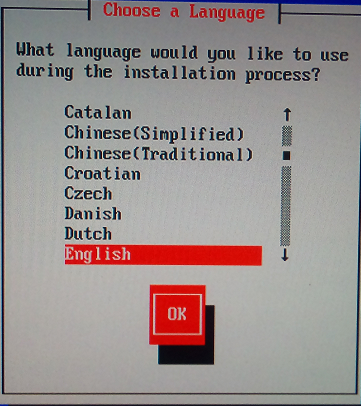 Choose a Language
What language would you like to use
during the installation process?
Catalan
Chinese(Simplified)
Chinese(Traditional)
Croatian
Czech
Danish
Dutch
English
OK